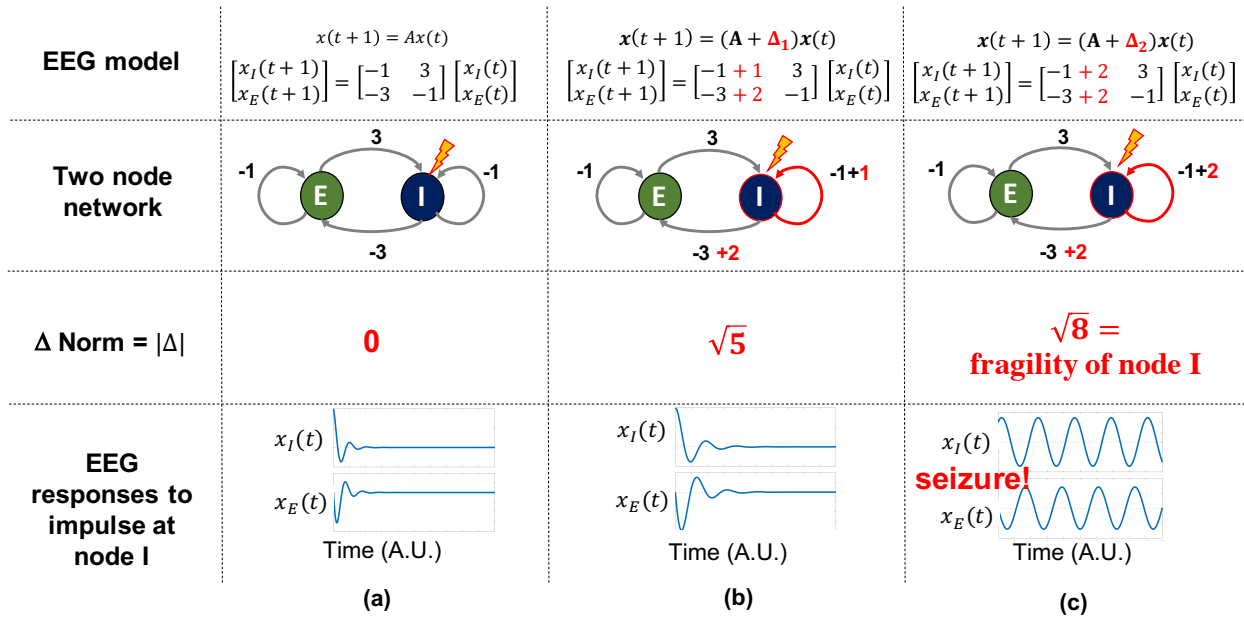 EEG model
x(t + 1) = Ax(t)
[x_I(t + 1)
x_E(t + 1)] = [−1 3
−3 −1] [x_I(t)
x_E(t)]
x(t + 1) = (A + Δ₁)x(t)
[x_I(t + 1)
x_E(t + 1)] = [−1 + 1 3
−3 + 2 −1] [x_I(t)
x_E(t)]
x(t + 1) = (A + Δ₂)x(t)
[x_I(t + 1)
x_E(t + 1)] = [−1 + 2 3
−3 + 2 −1] [x_I(t)
x_E(t)]
Two node
network
3
-1
E
I
-1
-3
3
-1
E
I
-1+1
-3 +2
3
-1
E
I
-1+2
-3 +2
Δ Norm = |Δ|
0
√5
√8 =
fragility of node I
EEG
responses to
impulse at
node I
x_I(t)
x_E(t)
Time (A.U.)
x_I(t)
x_E(t)
Time (A.U.)
x_I(t)
seizure!
x_E(t)
Time (A.U.)
(a)
(b)
(c)